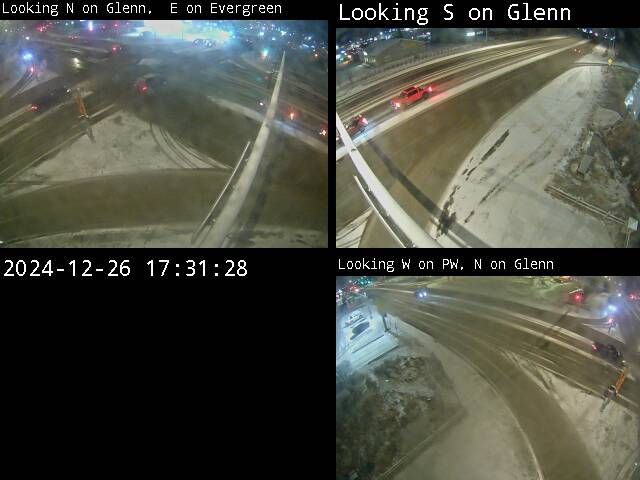 Looking N on Glenn,  E on Evergreen
Looking S on Glenn
2024-12-26 17:31:28
Looking W on PW, N on Glenn